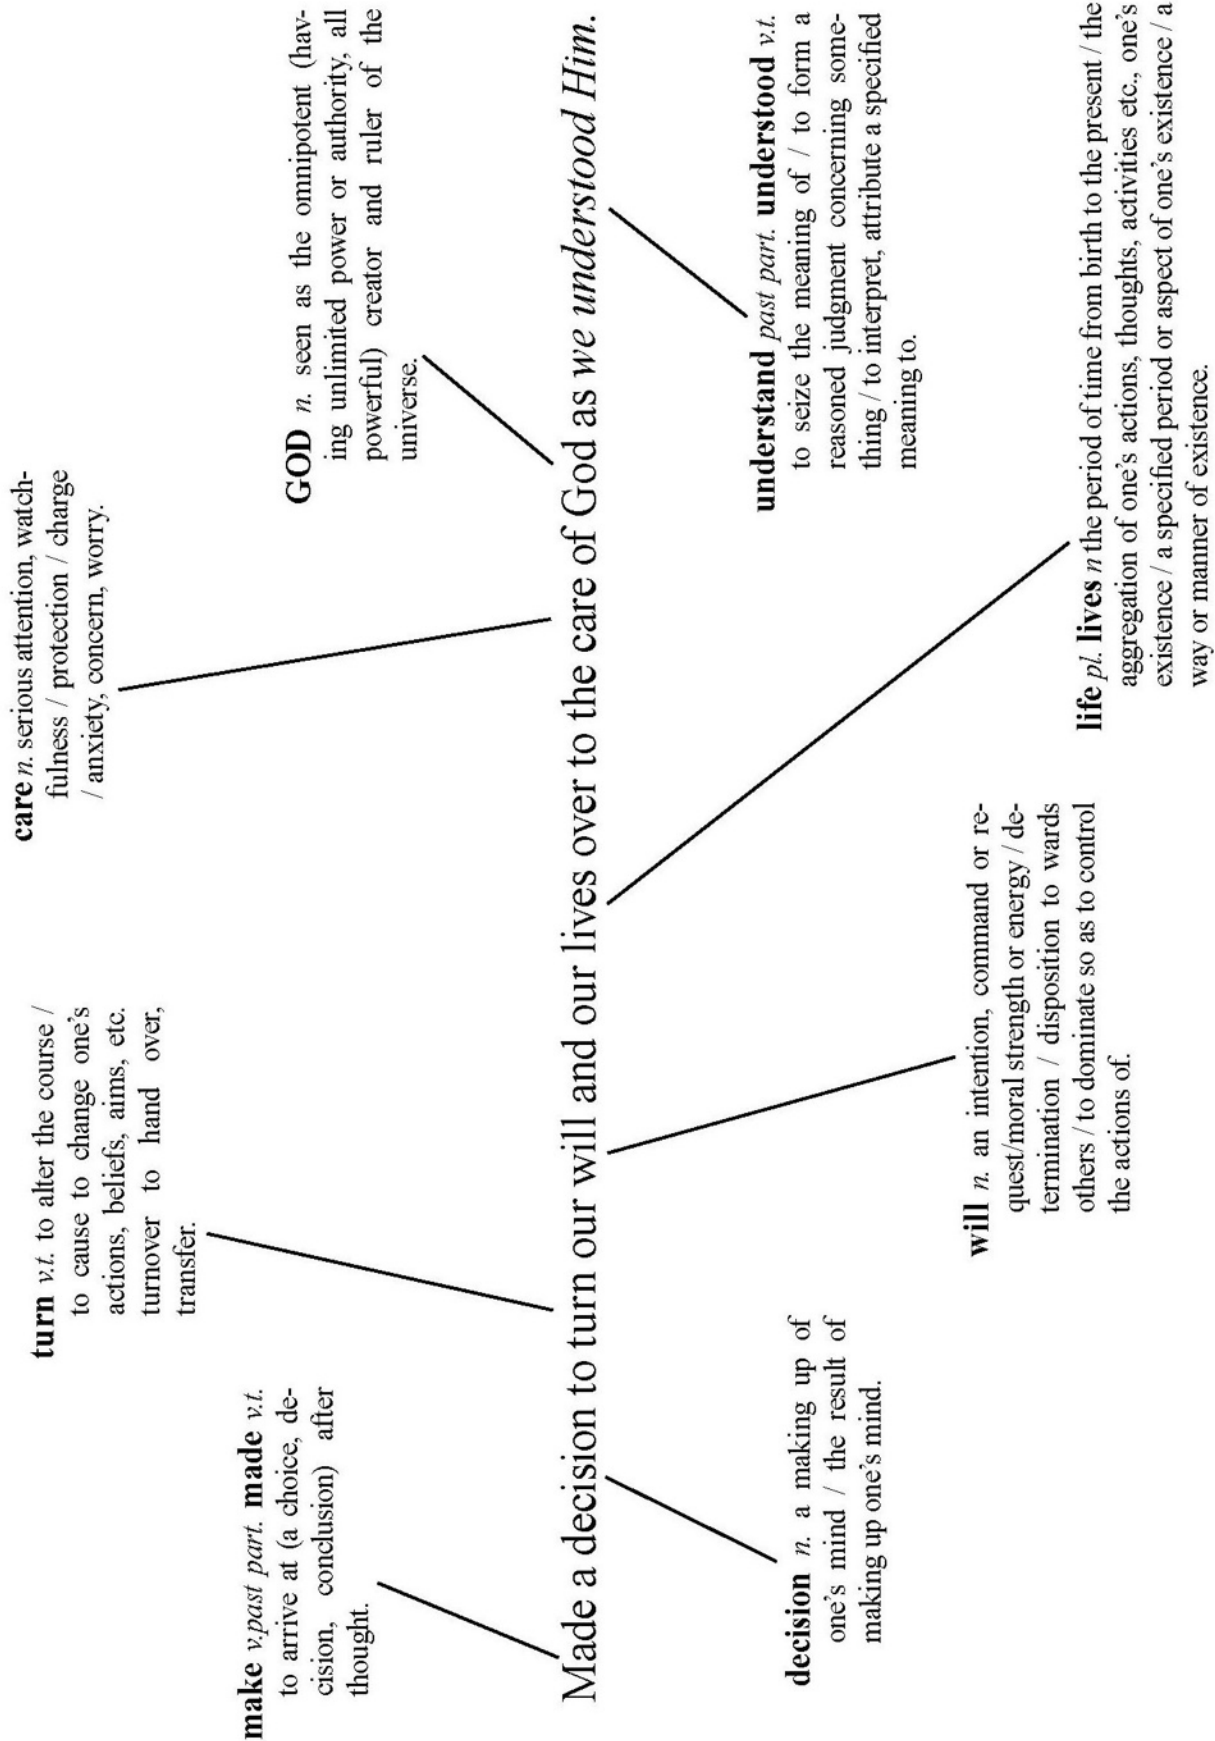 make v.past part. made v.t.
to arrive at (a choice, de-
cision, conclusion) after
thought.
turn v.t. to alter the course /
to cause to change one's
actions, beliefs, aims, etc.
turnover to hand over,
transfer.
care n. serious attention, watch-
fulness / protection / charge
/ anxiety, concern, worry.
GOD n. seen as the omnipotent (hav-
ing unlimited power or authority, all
powerful) creator and ruler of the
universe.
Made a decision to turn our will and our lives over to the care of God as we understood Him.
decision n. a making up of
one's mind / the result of
making up one's mind.
will n. an intention, command or re-
quest/moral strength or energy / de-
termination / disposition to wards
others / to dominate so as to control
the actions of.
understand past part. understood v.t.
to seize the meaning of / to form a
reasoned judgment concerning some-
thing / to interpret, attribute a specified
meaning to.
life pl. lives n the period of time from birth to the present / the
aggregation of one's actions, thoughts, activities etc., one's
existence / a specified period or aspect of one's existence / a
way or manner of existence.